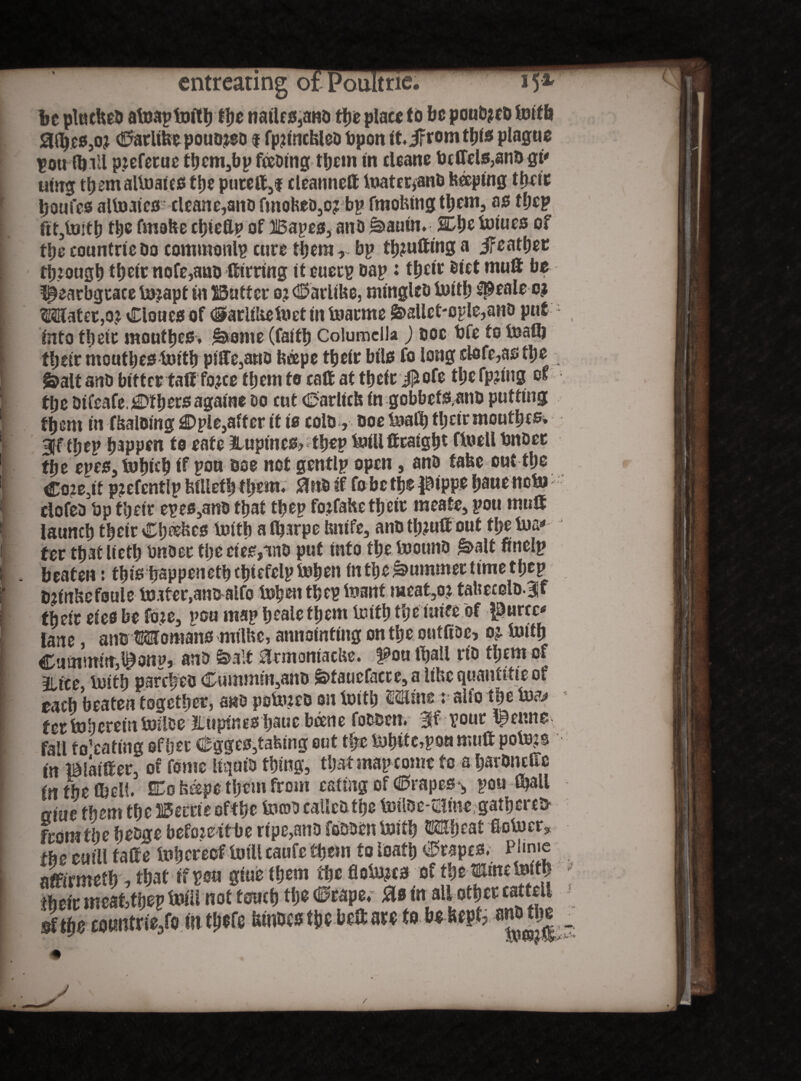 entreating of Poultrie. 151
be plucked away with the nailes,and the place to be poudred with
Ashes,or Garlike poudred & sprinckled vpon it.From this plague
you shall preserue them,by féeding them in cleane vessels,and gi-
uing them alwaies the purest,& cleannest water,and kéeping their
houses alwaies cleane,and smoked,or by smoking them, as they
sit,with the smoke chiefly of Bayes, and Sauin. The wiues of
the countrie do commonly cure them, by thrusting a Feather
through their nose,and stirring it euery day : their diet must be
Hearbgrace wrapt in Butter or Garlike, mingled with Meale or
Water,or Cloues of Garlike wet in warme Sallet-oyle,and put
into their mouthes. Some (saith Columella ) doe vse to wash
their mouthes with pisse,and kéepe their bils so long close,as the
Salt and bitter tast force them to cast at their Nose the spring of
the disease.Others againe do cut Garlick in gobbets,and putting
them in skalding Oyle,after it is cold, doe wash their mouthes.
If they happen to eate Lupines, they will straight swell vnder
the eyes, which if you doe not gently open , and take out the
Core,it presently killeth them. And if so be the Pippe haue now
closed vp their eyes,and that they forsake their meate, you must
launch their Chéekes with a sharpe knife, and thrust out the wa-
ter that lieth vnder the eies,and put into the wound Salt finely
beaten : this happeneth chiefely when in the Summer time they
drinke foule water,and also when they want meat,or take cold.If
their eies be sore, you may heale them with the iuice of Purce-
lane , and Womans milke, annointing on the outside, or with
Cummin,Hony, and Salt Armoniacke. You shall rid them of
Lice, with parched Cummin,and Stauesacre, a like quantitie of
each beaten together, and powred on with Wine : also the wa-
ter wherein wilde Lupines haue béene sodden. If your Henne
fall to eating of her Egges,taking out the white,you must powre
in Plaister, of some liquid thing, that may come to a hardnesse
in the shell. To kéepe them from eating of Grapes, you shall
giue them the Berrie of the wood called the wilde-Uine gathered
from the hedge before it be ripe,and sodden with Wheat flower,
the euill taste whereof will cause them to loath Grapes. Plinie
affirmeth , that if you giue them the flowres of the Uine with
their meat,they will not touch the Grape. As in all other cattell
of the countrie,so in these kindes the best are to be kept, and the
worst